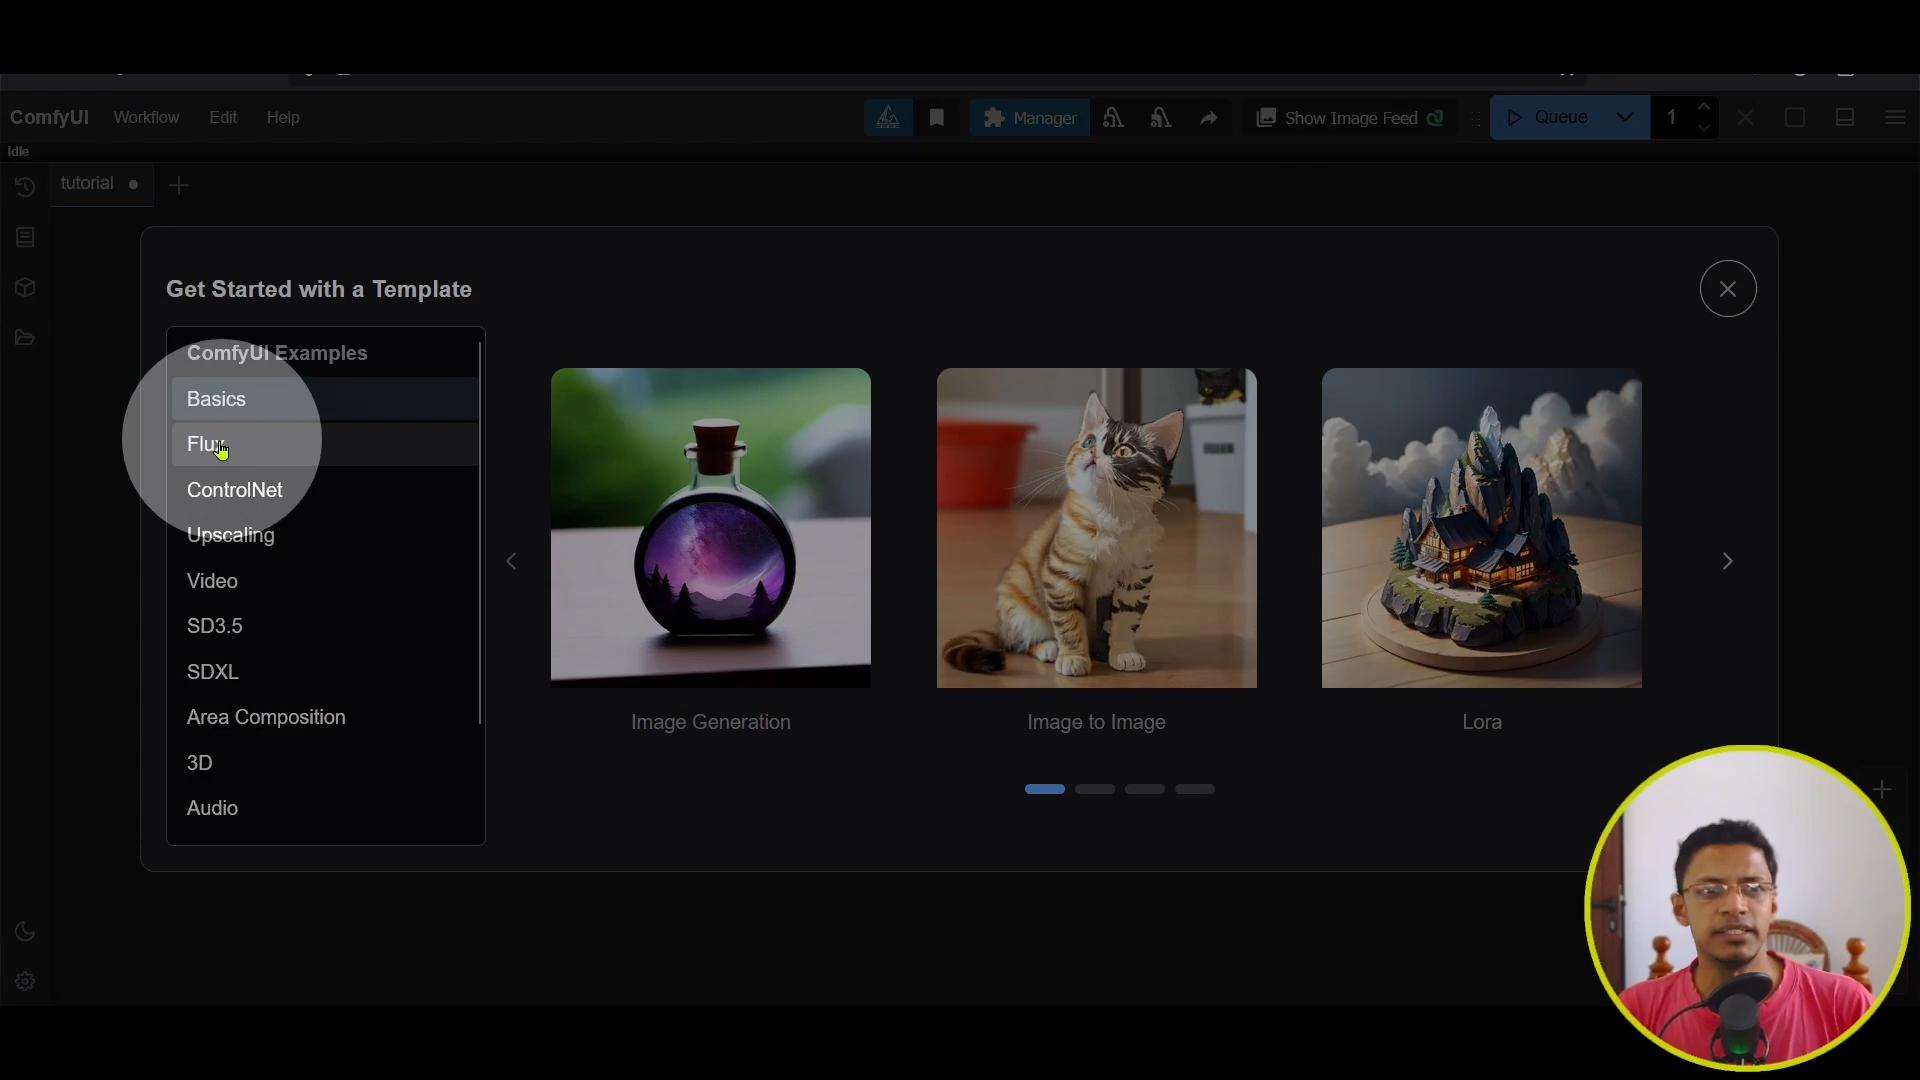 ComfyUI Workflow Edit Help Manager Show Image Feed Queue 1
Idle
tutorial
Get Started with a Template
ComfyUI Examples
Basics
Flux
ControlNet
Upscaling
Video
SD3.5
SDXL
Area Composition
3D
Audio
Image Generation
Image to Image
Lora